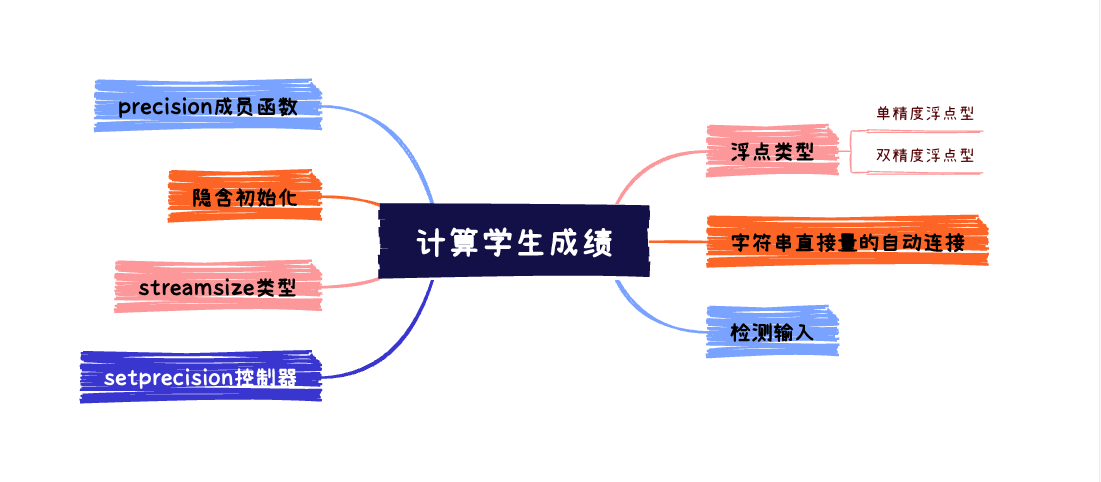 计算学生成绩
precision成员函数
隐含初始化
streamsize类型
setprecision控制器
浮点类型
单精度浮点型
双精度浮点型
字符串直接量的自动连接
检测输入